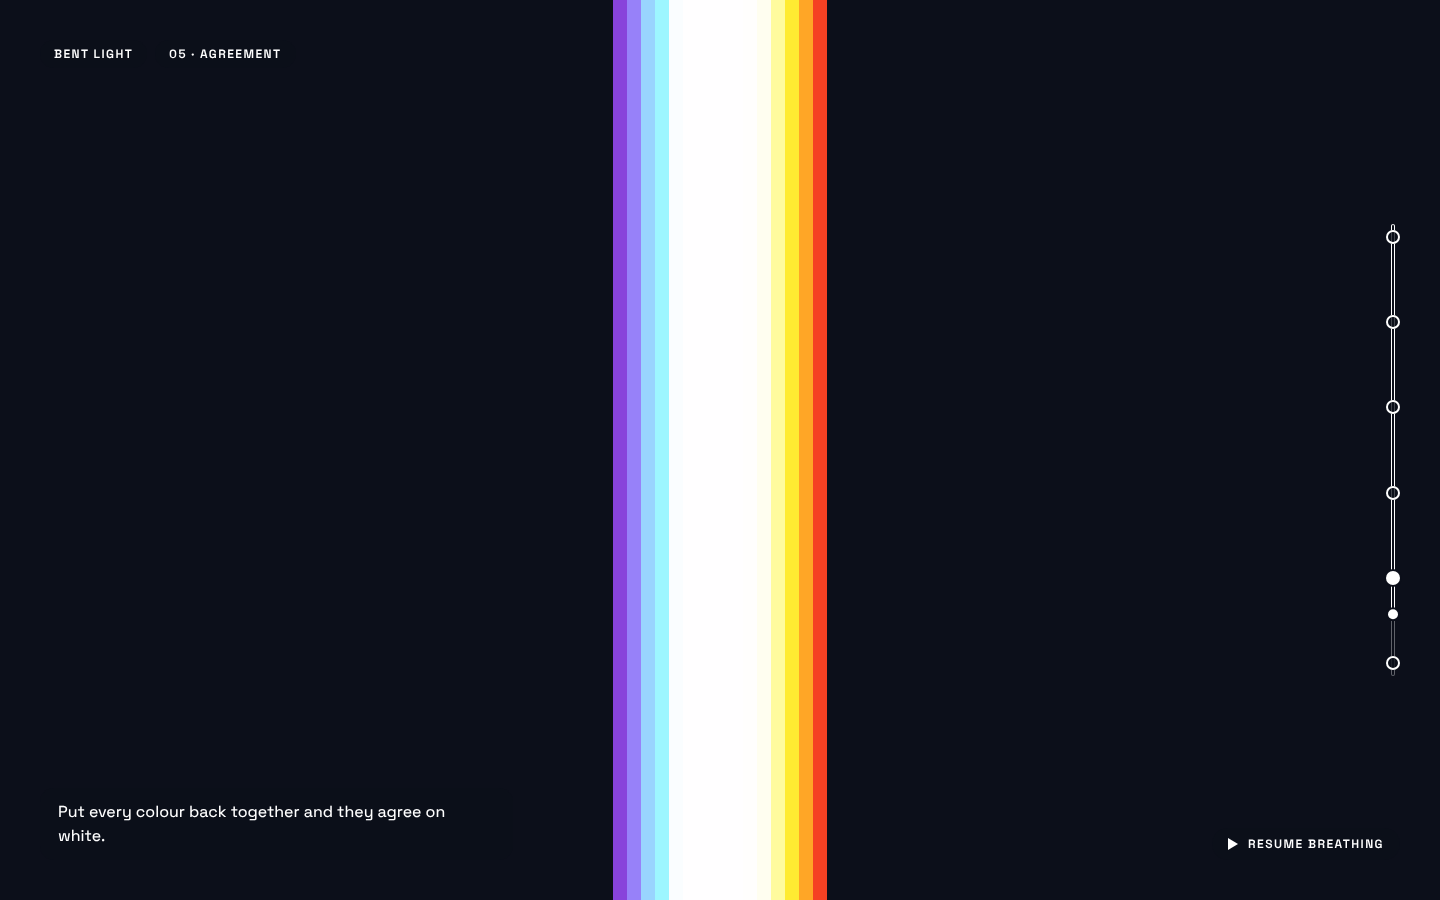 BENT LIGHT
05 · AGREEMENT
Put every colour back together and they agree on
white.
RESUME BREATHING